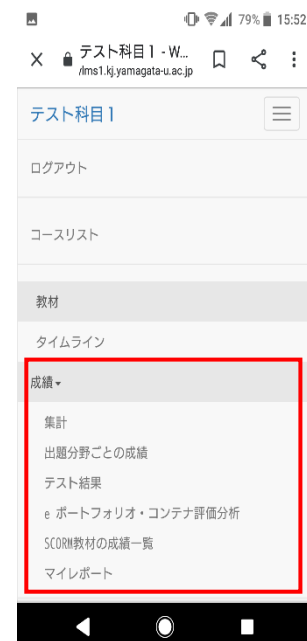 79% 15:52
テスト科目１ - W...
/lms1.kj.yamagata-u.ac.jp
テスト科目１
ログアウト
コースリスト
教材
タイムライン
成績
集計
出題分野ごとの成績
テスト結果
e ポートフォリオ・コンテナ評価分析
SCORM教材の成績一覧
マイレポート